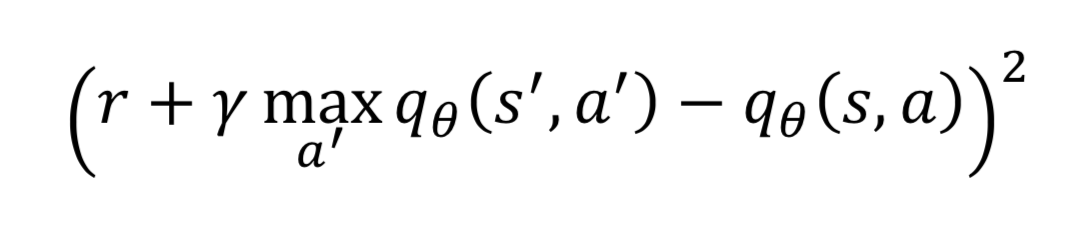 (r + γ max_{a′} q_θ(s′, a′) − q_θ(s, a))²